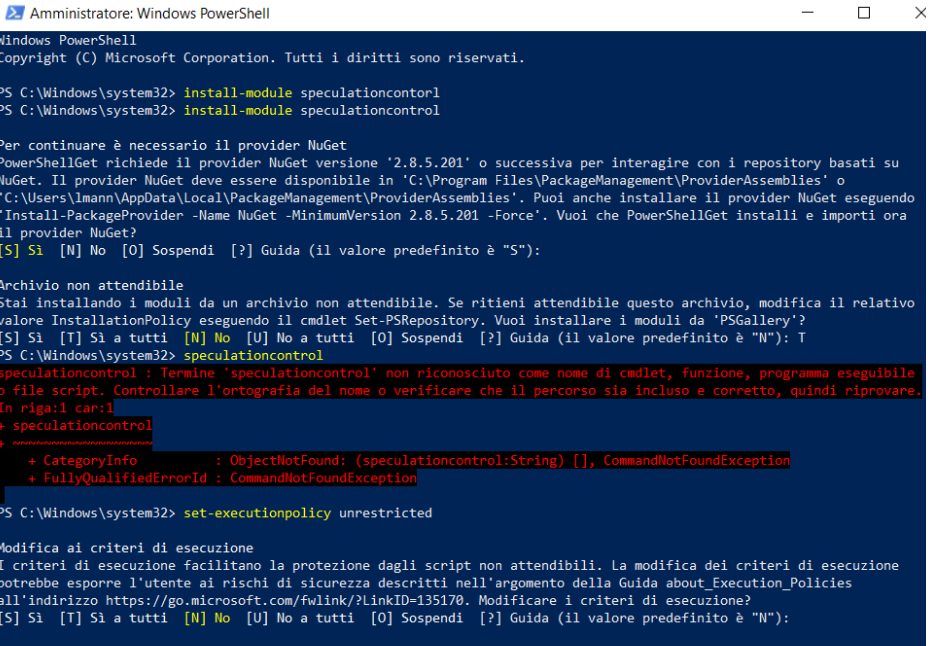 Amministratore: Windows PowerShell
Windows PowerShell
Copyright (C) Microsoft Corporation. Tutti i diritti sono riservati.
PS C:\Windows\system32> install-module speculationcontorl
PS C:\Windows\system32> install-module speculationcontrol
Per continuare è necessario il provider NuGet
PowerShellGet richiede il provider NuGet versione '2.8.5.201' o successiva per interagire con i repository basati su
NuGet. Il provider NuGet deve essere disponibile in 'C:\Program Files\PackageManagement\ProviderAssemblies' o
'C:\Users\lmann\AppData\Local\PackageManagement\ProviderAssemblies'. Puoi anche installare il provider NuGet eseguendo
'Install-PackageProvider -Name NuGet -MinimumVersion 2.8.5.201 -Force'. Vuoi che PowerShellGet installi e importi ora
il provider NuGet?
[S] Sì  [N] No  [O] Sospendi  [?] Guida (il valore predefinito è "S"):
Archivio non attendibile
Stai installando i moduli da un archivio non attendibile. Se ritieni attendibile questo archivio, modifica il relativo
valore InstallationPolicy eseguendo il cmdlet Set-PSRepository. Vuoi installare i moduli da 'PSGallery'?
[S] Sì  [T] Sì a tutti  [N] No  [U] No a tutti  [O] Sospendi  [?] Guida (il valore predefinito è "N"): T
PS C:\Windows\system32> speculationcontrol
speculationcontrol : Termine 'speculationcontrol' non riconosciuto come nome di cmdlet, funzione, programma eseguibile
o file script. Controllare l'ortografia del nome o verificare che il percorso sia incluso e corretto, quindi riprovare.
In riga:1 car:1
+ speculationcontrol
+ ~~~~~~~~~~~~~~~~~~
    + CategoryInfo          : ObjectNotFound: (speculationcontrol:String) [], CommandNotFoundException
    + FullyQualifiedErrorId : CommandNotFoundException
PS C:\Windows\system32> set-executionpolicy unrestricted
Modifica ai criteri di esecuzione
I criteri di esecuzione facilitano la protezione dagli script non attendibili. La modifica dei criteri di esecuzione
potrebbe esporre l'utente ai rischi di sicurezza descritti nell'argomento della Guida about_Execution_Policies
all'indirizzo https://go.microsoft.com/fwlink/?LinkID=135170. Modificare i criteri di esecuzione?
[S] Sì  [T] Sì a tutti  [N] No  [U] No a tutti  [O] Sospendi  [?] Guida (il valore predefinito è "N"):